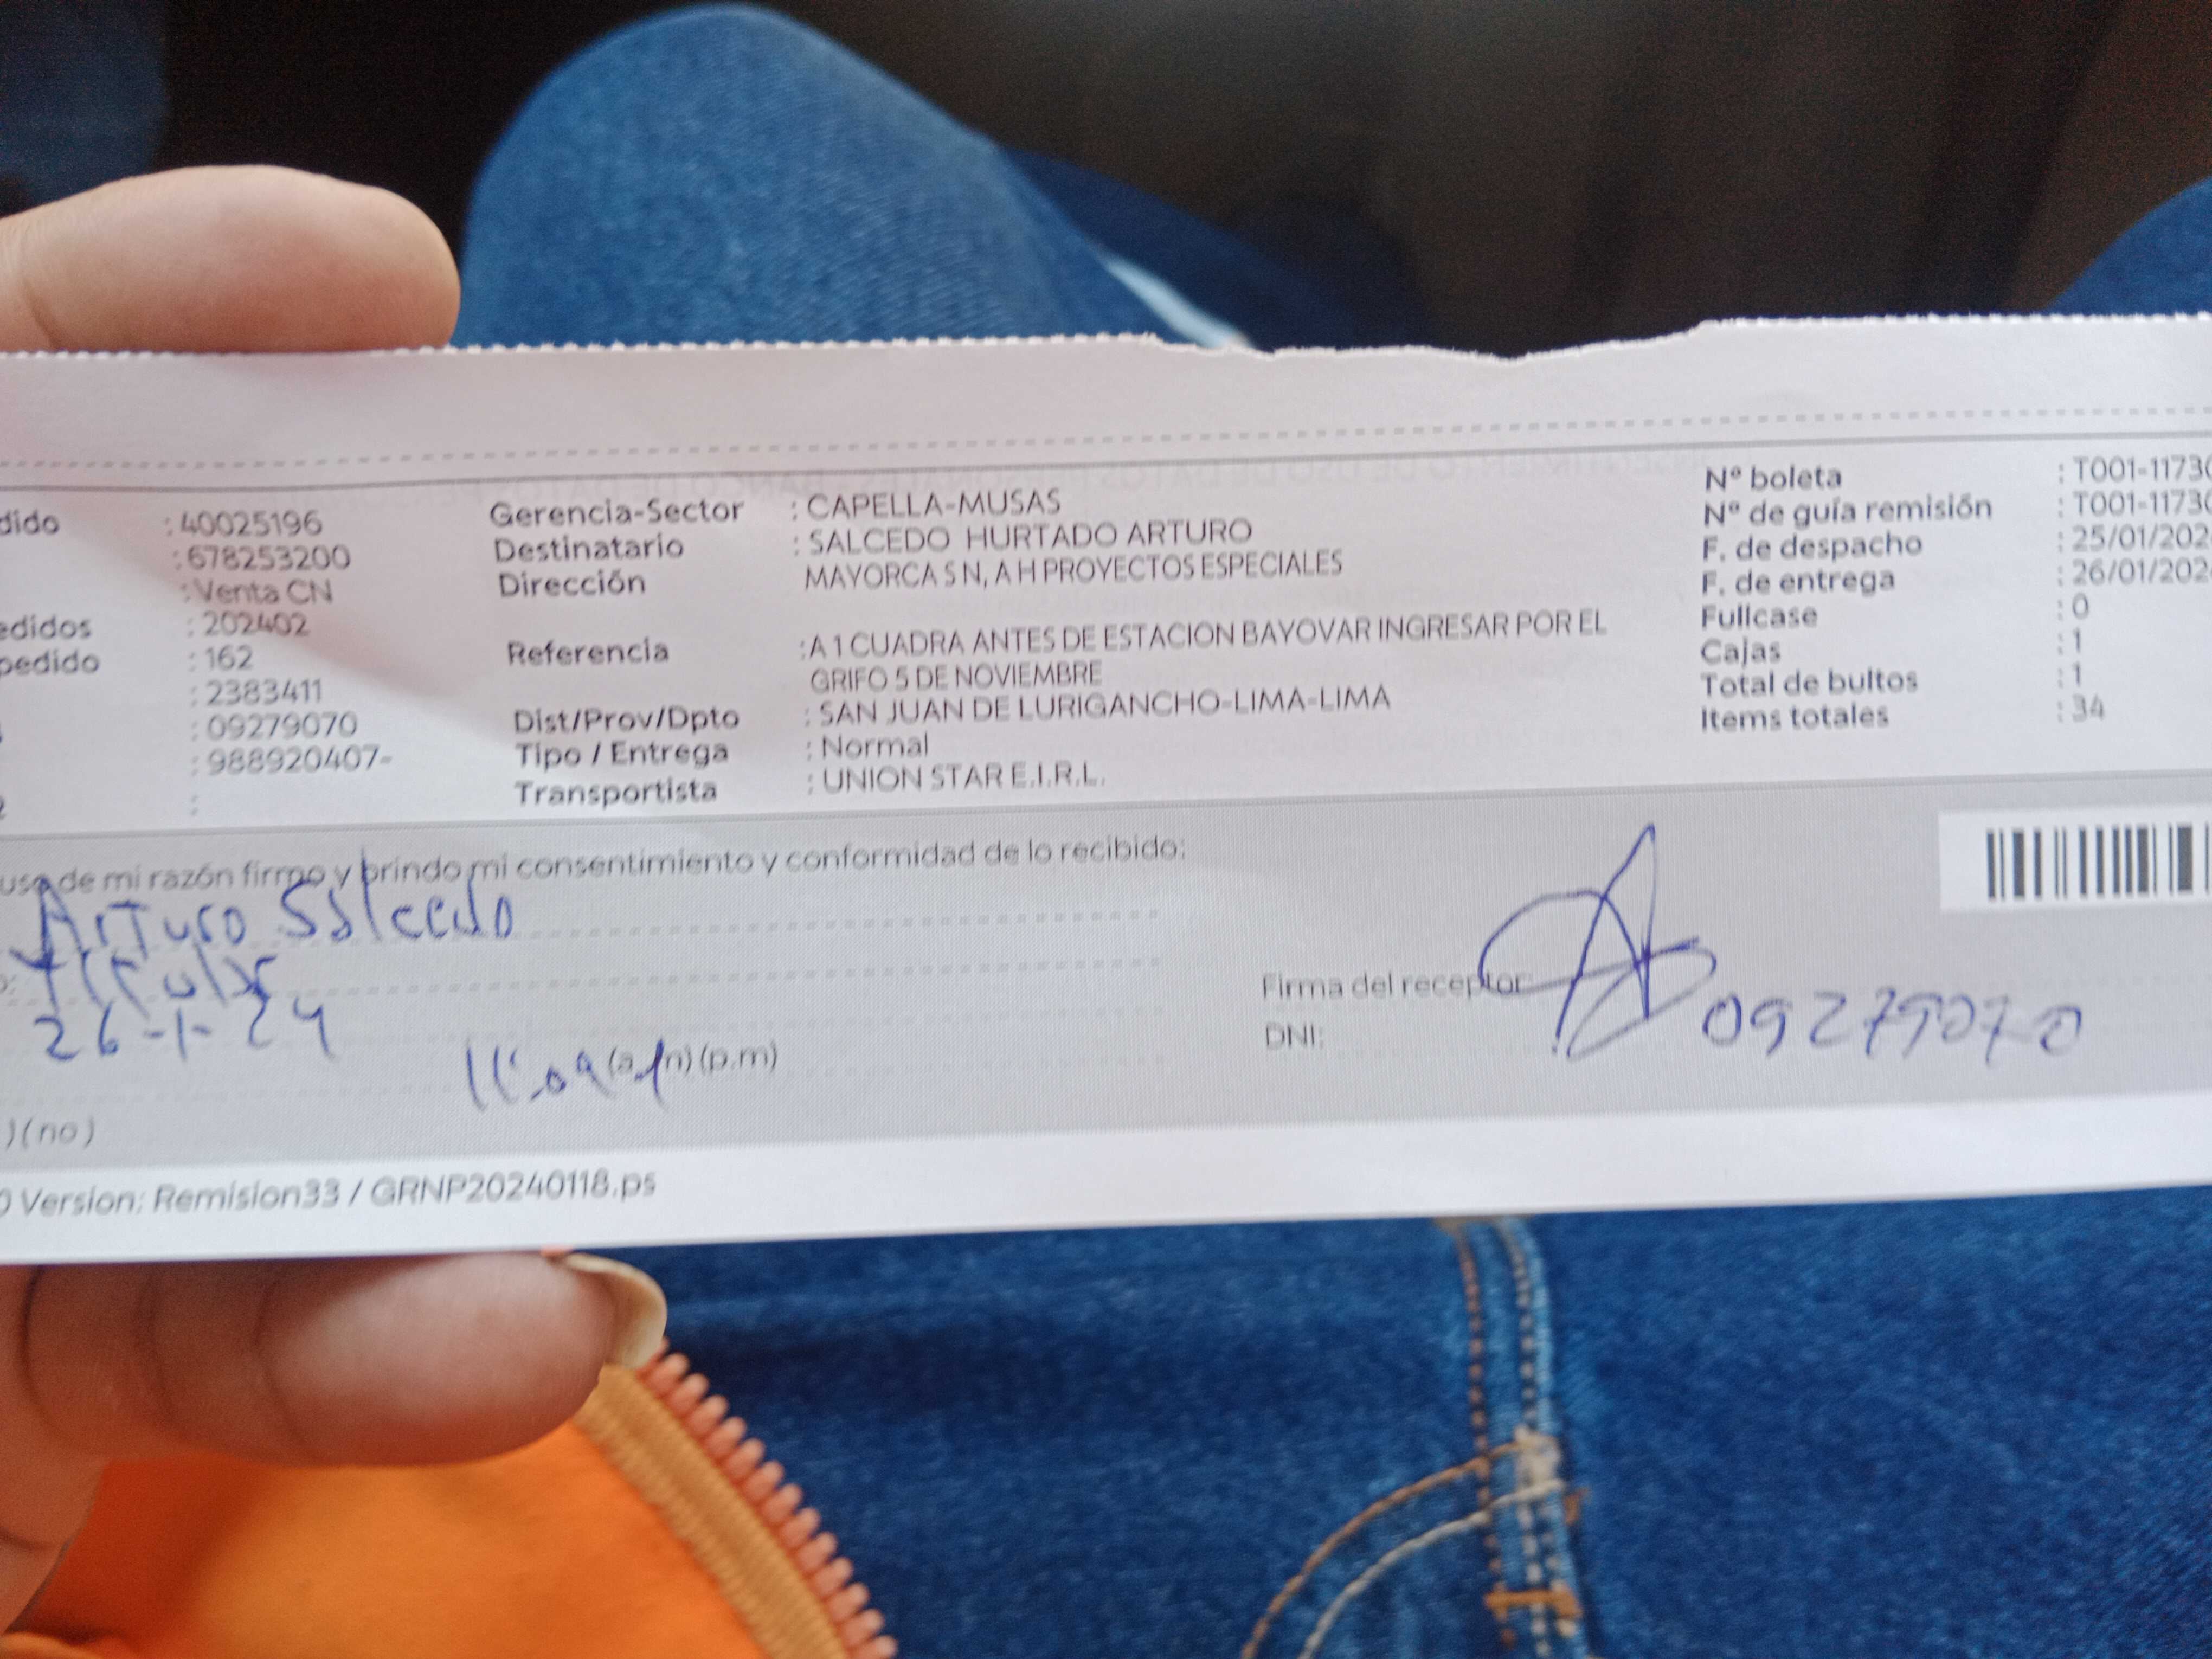 dido : 40025196
: 678253200
: Venta CN
edidos : 202402
pedido : 162
: 2383411
: 09279070
: 988920407-
:
Gerencia-Sector : CAPELLA-MUSAS
Destinatario : SALCEDO HURTADO ARTURO
Dirección MAYORCA S N, A H PROYECTOS ESPECIALES
Referencia : A 1 CUADRA ANTES DE ESTACION BAYOVAR INGRESAR POR EL
GRIFO 5 DE NOVIEMBRE
Dist/Prov/Dpto : SAN JUAN DE LURIGANCHO-LIMA-LIMA
Tipo / Entrega : Normal
Transportista : UNION STAR E.I.R.L.
N° boleta : T001-1173
N° de guía remisión : T001-1173
F. de despacho : 25/01/202
F. de entrega : 26/01/202
Fullcase : 0
Cajas : 1
Total de bultos : 1
Items totales : 34
uso de mi razón firmo y brindo mi consentimiento y conformidad de lo recibido:
Arturo Salcedo
Titular
26-1-24
(a.m) (p.m)
Firma del receptor:
DNI: 09279070
) (no)
Version: Remision33 / GRNP20240118.ps